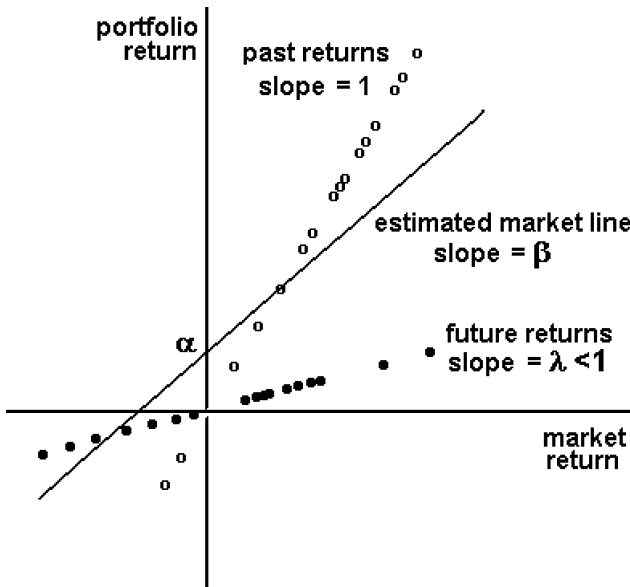 portfolio
return
past returns
slope = 1
estimated market line
slope = β
α
future returns
slope = λ <1
market
return